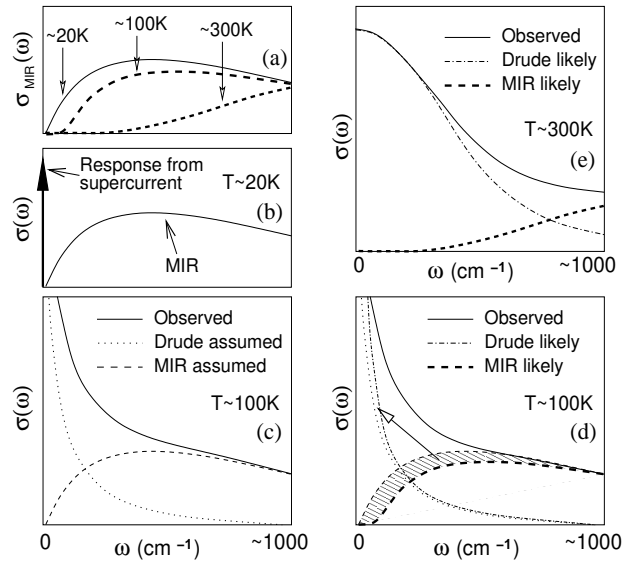 ~20K
~100K
~300K
(a)
σMIR(ω)
Response from
supercurrent
T~20K
(b)
MIR
σ(ω)
Observed
Drude assumed
MIR assumed
T~100K
(c)
σ(ω)
0
~1000
ω (cm −1)
Observed
Drude likely
MIR likely
T~300K
(e)
σ(ω)
0
~1000
ω (cm −1)
Observed
Drude likely
MIR likely
T~100K
(d)
σ(ω)
0
~1000
ω (cm −1)